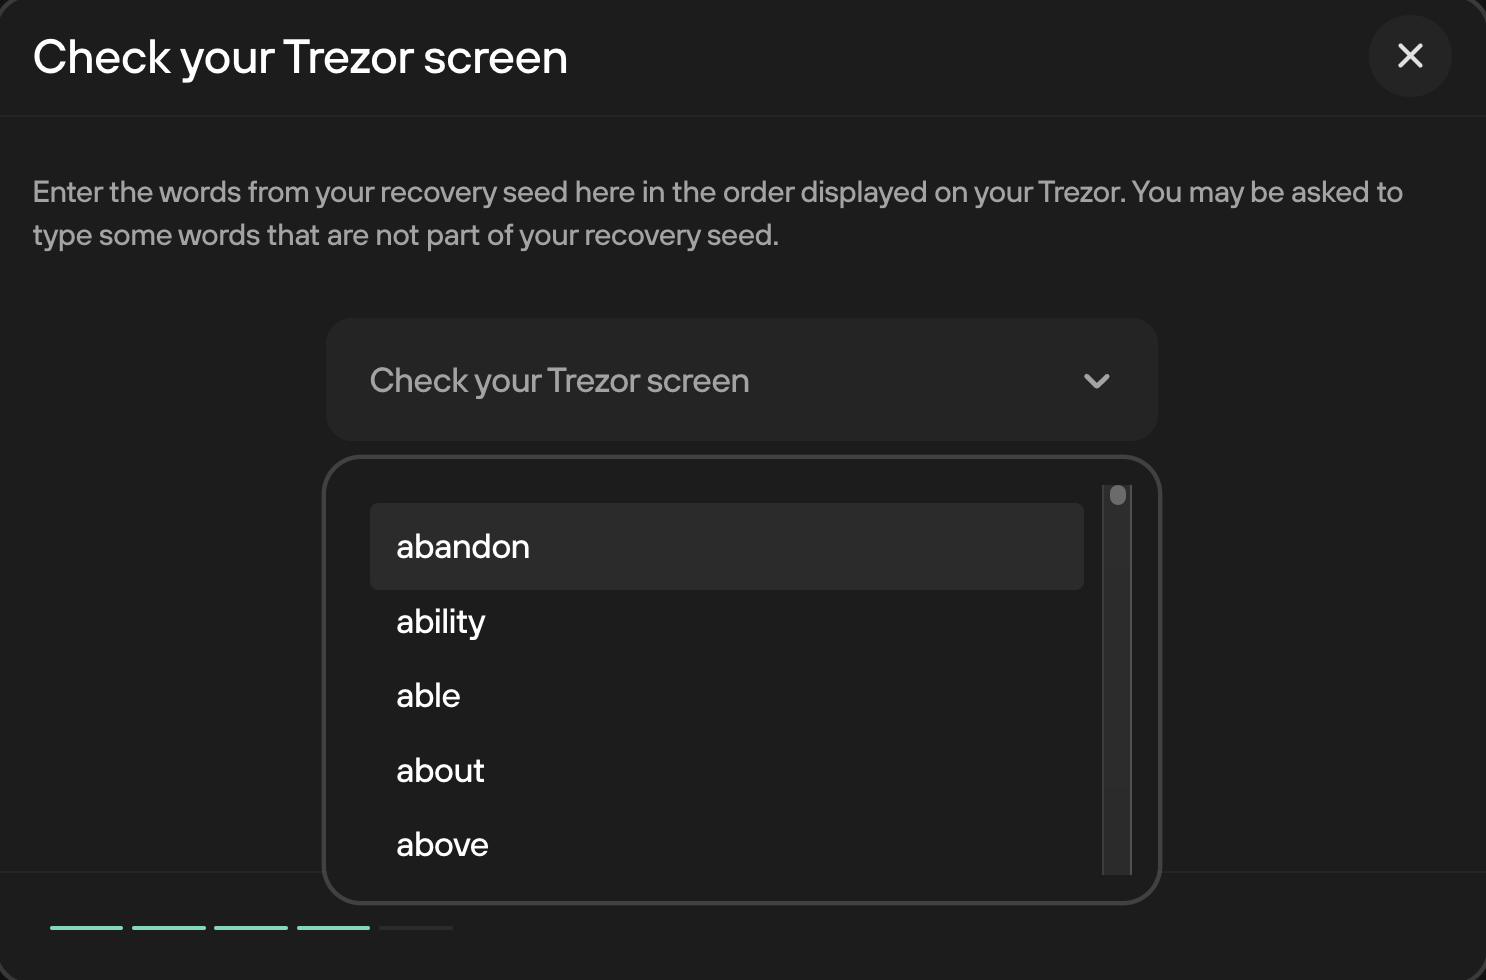 Check your Trezor screen
Enter the words from your recovery seed here in the order displayed on your Trezor. You may be asked to
type some words that are not part of your recovery seed.
Check your Trezor screen
abandon
ability
able
about
above